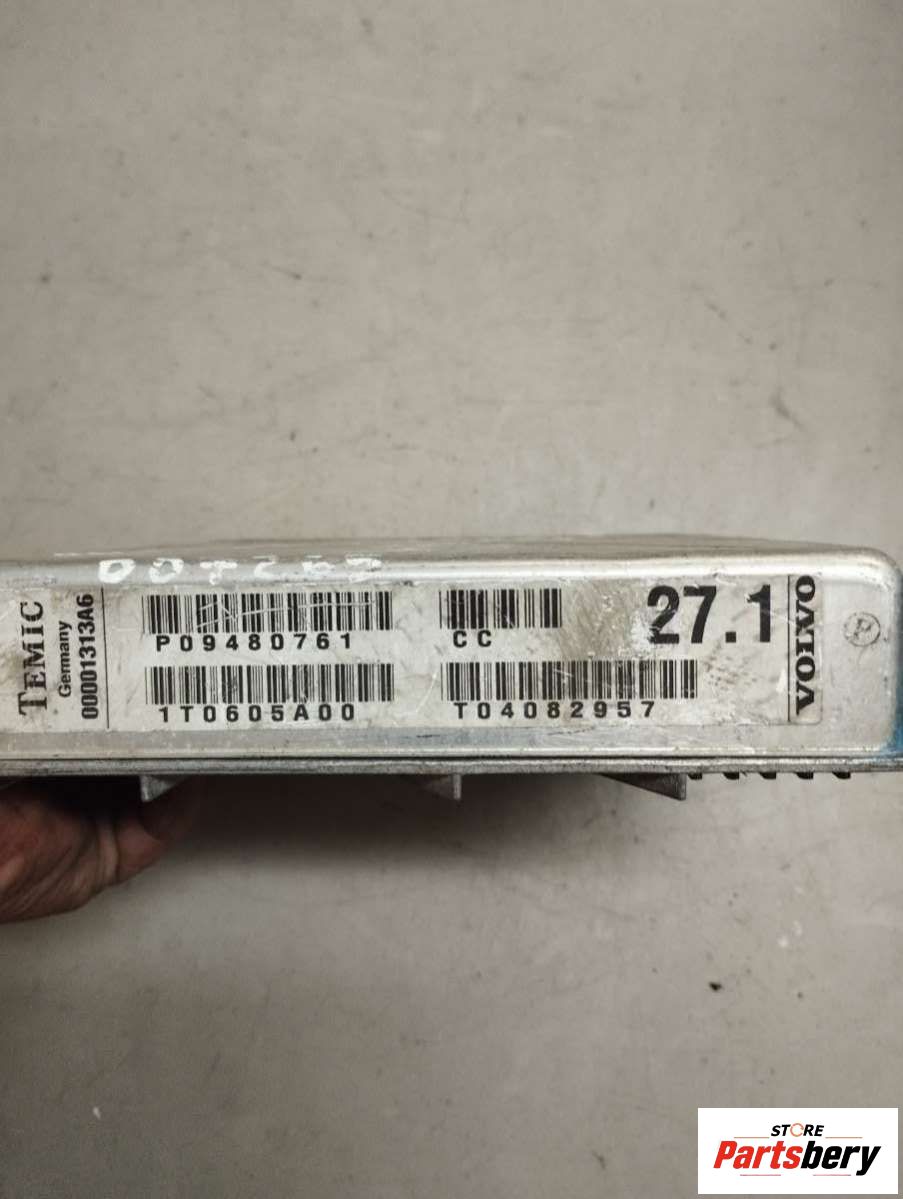 TEMIC
Germany
00001313A6
P09480761
CC
27.1
1T0605A00
T04082957
VOLVO
P
STORE
Partsbery